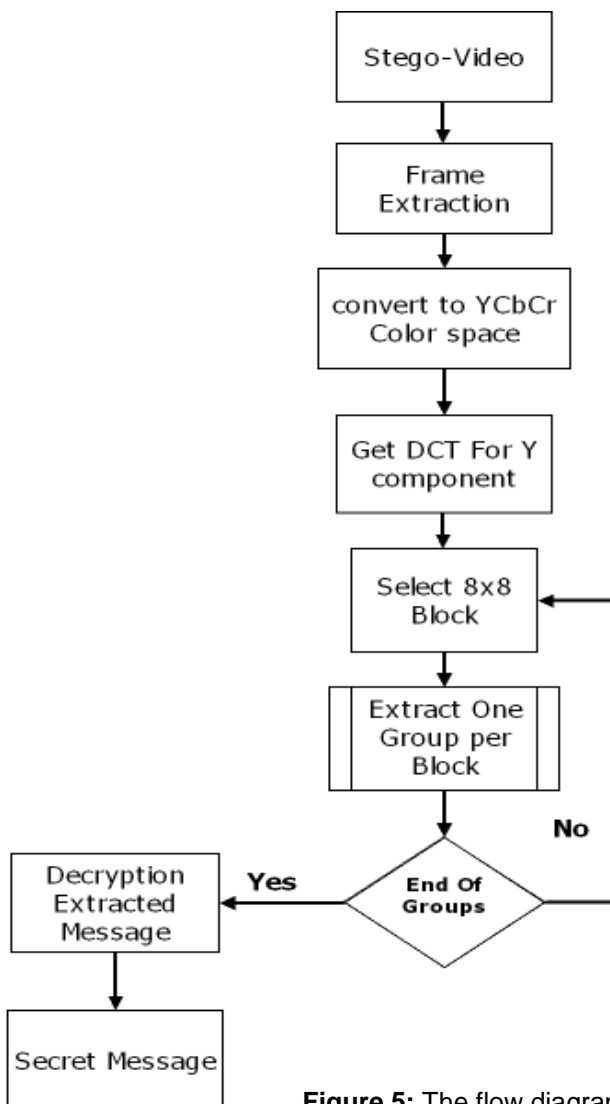 Stego-Video
Frame
Extraction
convert to YCbCr
Color space
Get DCT For Y
component
Select 8x8
Block
Extract One
Group per
Block
No
End Of
Groups
Yes
Decryption
Extracted
Message
Secret Message
Figure 5: The flow diagram